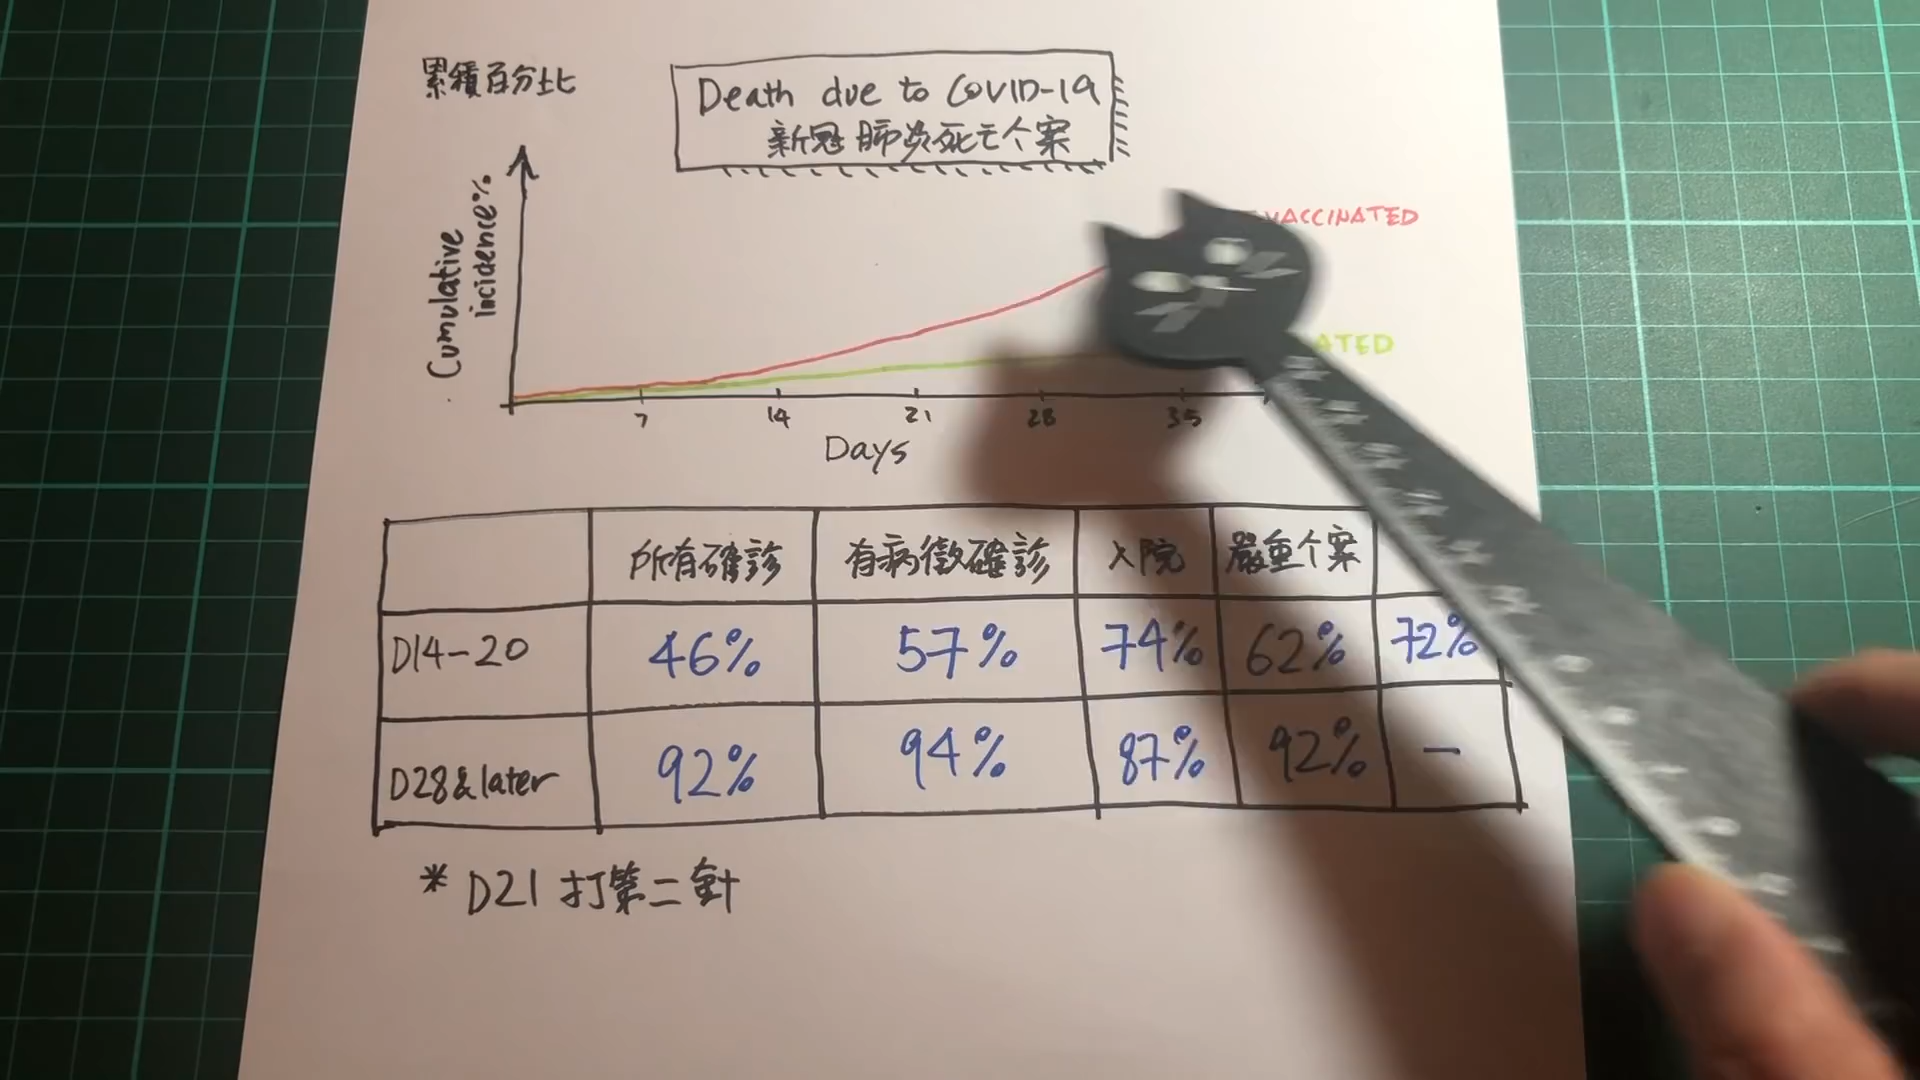 累積百分比
Death due to COVID-19
新冠肺炎死亡个案
Cumulative
incidence%
VACCINATED
ATED
7 14 21 28 35
Days
所有確診 有病徵確診 入院 嚴重个案
D14-20 46% 57% 74% 62% 72%
D28&later 92% 94% 87% 92% —
* D21 打第二針